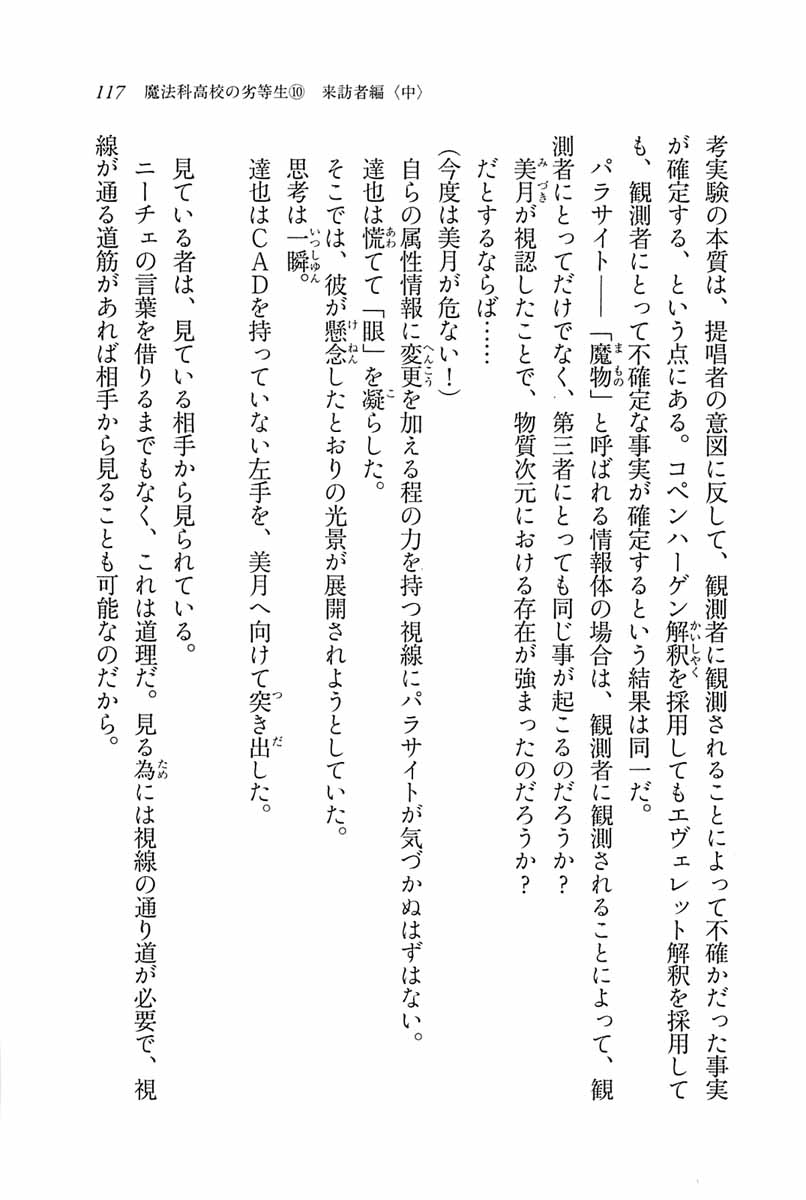 117　魔法科高校の劣等生⑩　来訪者編〈中〉
考実験の本質は、提唱者の意図に反して、観測者に観測されることによって不確かだった事実
が確定する、という点にある。コペンハーゲン解釈を採用してもエヴェレット解釈を採用して
も、観測者にとって不確定な事実が確定するという結果は同一だ。
パラサイト――「魔物」と呼ばれる情報体の場合は、観測者に観測されることによって、観
測者にとってだけでなく、第三者にとっても同じ事が起こるのだろうか？
美月が視認したことで、物質次元における存在が強まったのだろうか？
だとするならば……
（今度は美月が危ない！）
自らの属性情報に変更を加える程の力を持つ視線にパラサイトが気づかぬはずはない。
達也は慌てて「眼」を凝らした。
そこでは、彼が懸念したとおりの光景が展開されようとしていた。
思考は一瞬。
達也はＣＡＤを持っていない左手を、美月へ向けて突き出した。
見ている者は、見ている相手から見られている。
ニーチェの言葉を借りるまでもなく、これは道理だ。見る為には視線の通り道が必要で、視
線が通る道筋があれば相手から見ることも可能なのだから。